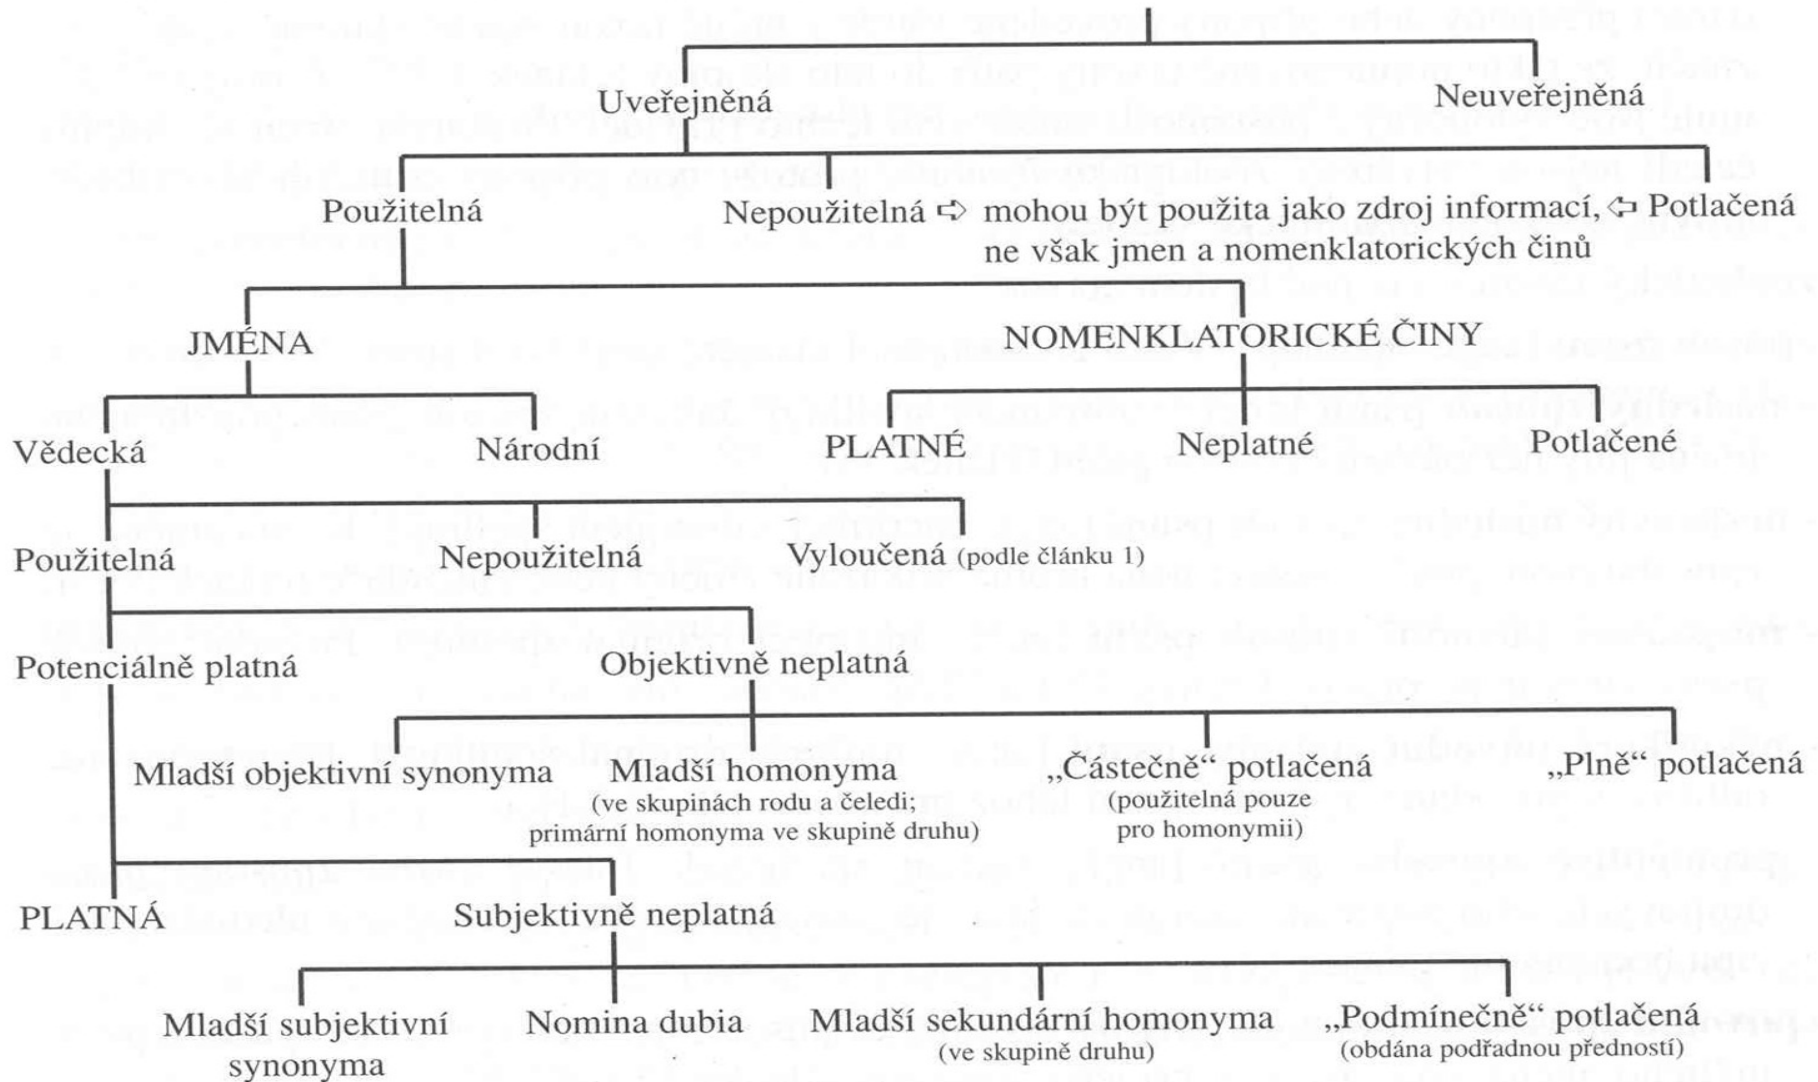 Uveřejněná Neuveřejněná
Použitelná Nepoužitelná ⇨ mohou být použita jako zdroj informací, ⇦ Potlačená
ne však jmen a nomenklatorických činů
JMÉNA NOMENKLATORICKÉ ČINY
Vědecká Národní PLATNÉ Neplatné Potlačené
Použitelná Nepoužitelná Vyloučená (podle článku 1)
Potenciálně platná Objektivně neplatná
Mladší objektivní synonyma Mladší homonyma „Částečně“ potlačená „Plně“ potlačená
(ve skupinách rodu a čeledi; (použitelná pouze
primární homonyma ve skupině druhu) pro homonymii)
PLATNÁ Subjektivně neplatná
Mladší subjektivní Nomina dubia Mladší sekundární homonyma „Podmínečně“ potlačená
synonyma (ve skupině druhu) (obdána podřadnou předností)